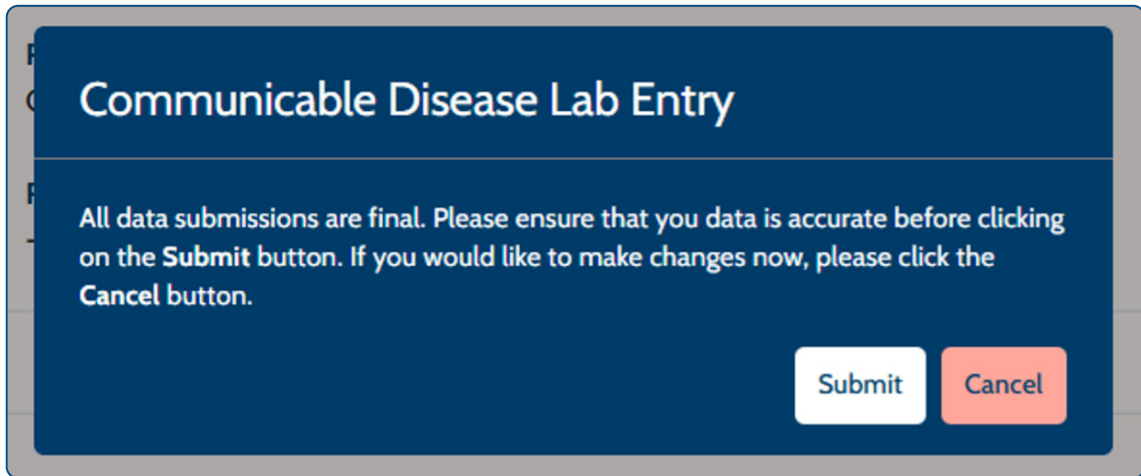 Communicable Disease Lab Entry
All data submissions are final. Please ensure that you data is accurate before clicking
on the Submit button. If you would like to make changes now, please click the
Cancel button.
Submit Cancel